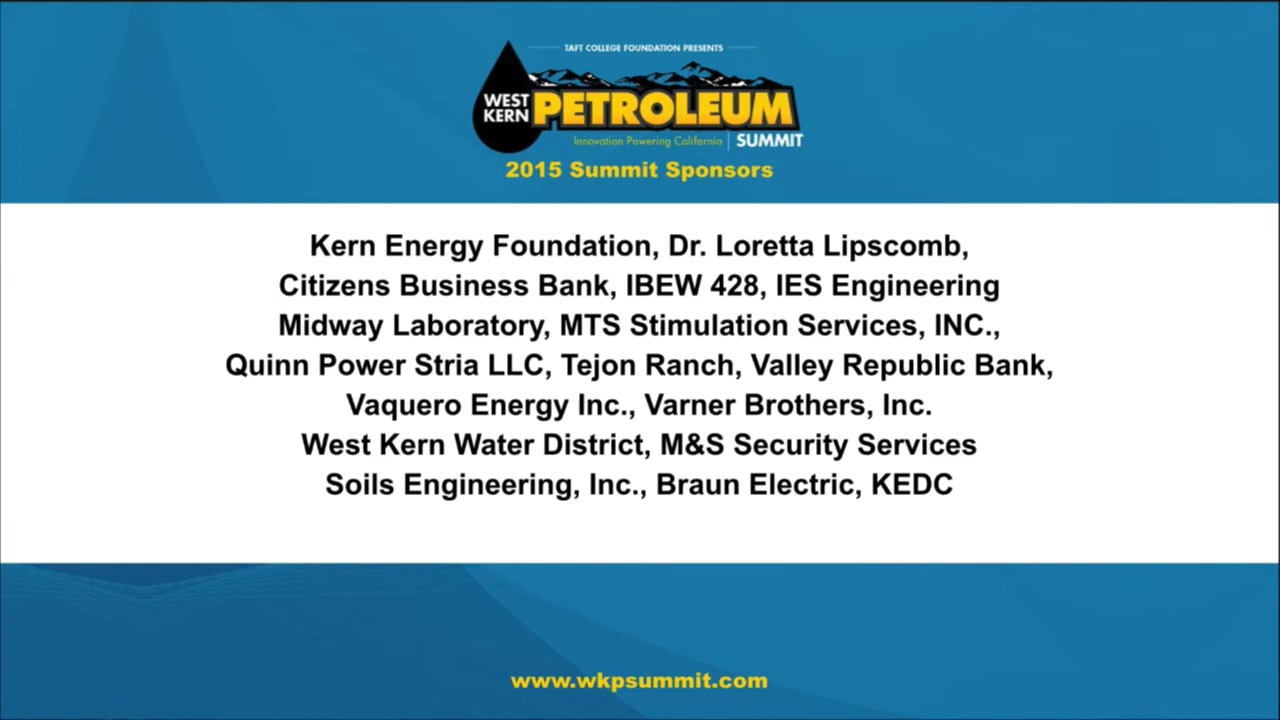 TAFT COLLEGE FOUNDATION PRESENTS
WEST KERN PETROLEUM
Innovation Powering California | SUMMIT
2015 Summit Sponsors
Kern Energy Foundation, Dr. Loretta Lipscomb,
Citizens Business Bank, IBEW 428, IES Engineering
Midway Laboratory, MTS Stimulation Services, INC.,
Quinn Power Stria LLC, Tejon Ranch, Valley Republic Bank,
Vaquero Energy Inc., Varner Brothers, Inc.
West Kern Water District, M&S Security Services
Soils Engineering, Inc., Braun Electric, KEDC
www.wkpsummit.com